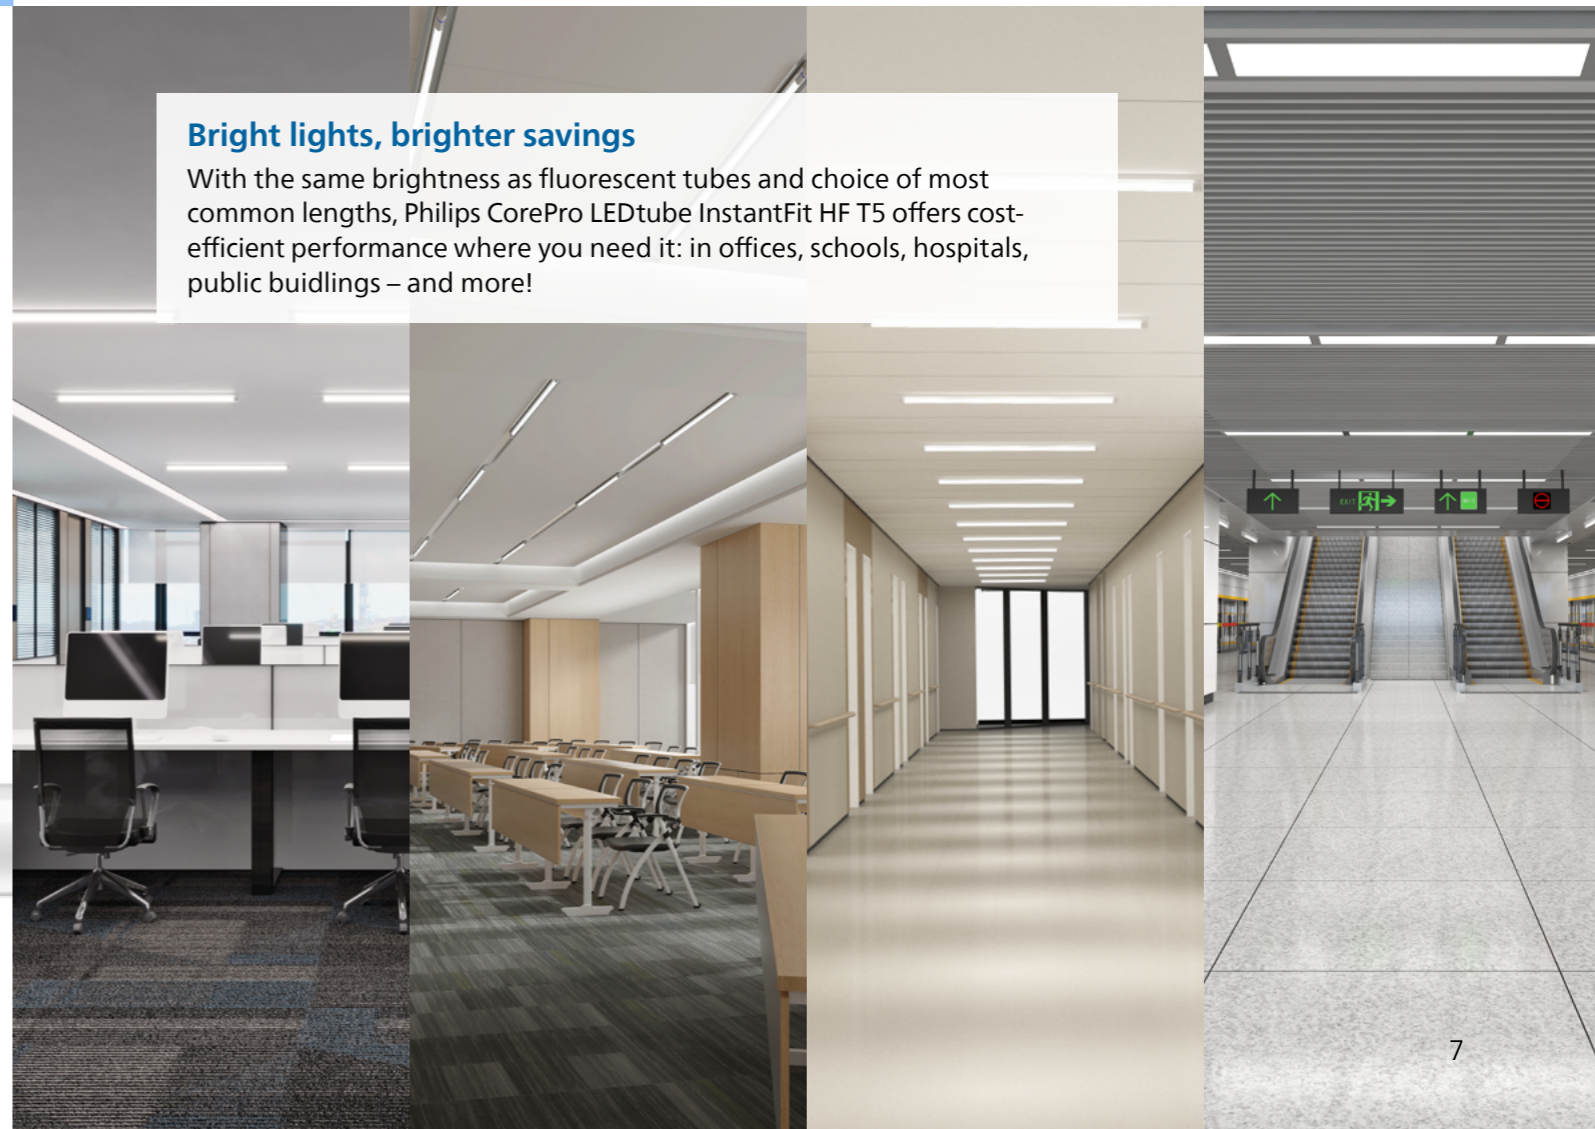 Bright lights, brighter savings
With the same brightness as fluorescent tubes and choice of most
common lengths, Philips CorePro LEDtube InstantFit HF T5 offers cost-
efficient performance where you need it: in offices, schools, hospitals,
public buidlings – and more!
EXIT
7